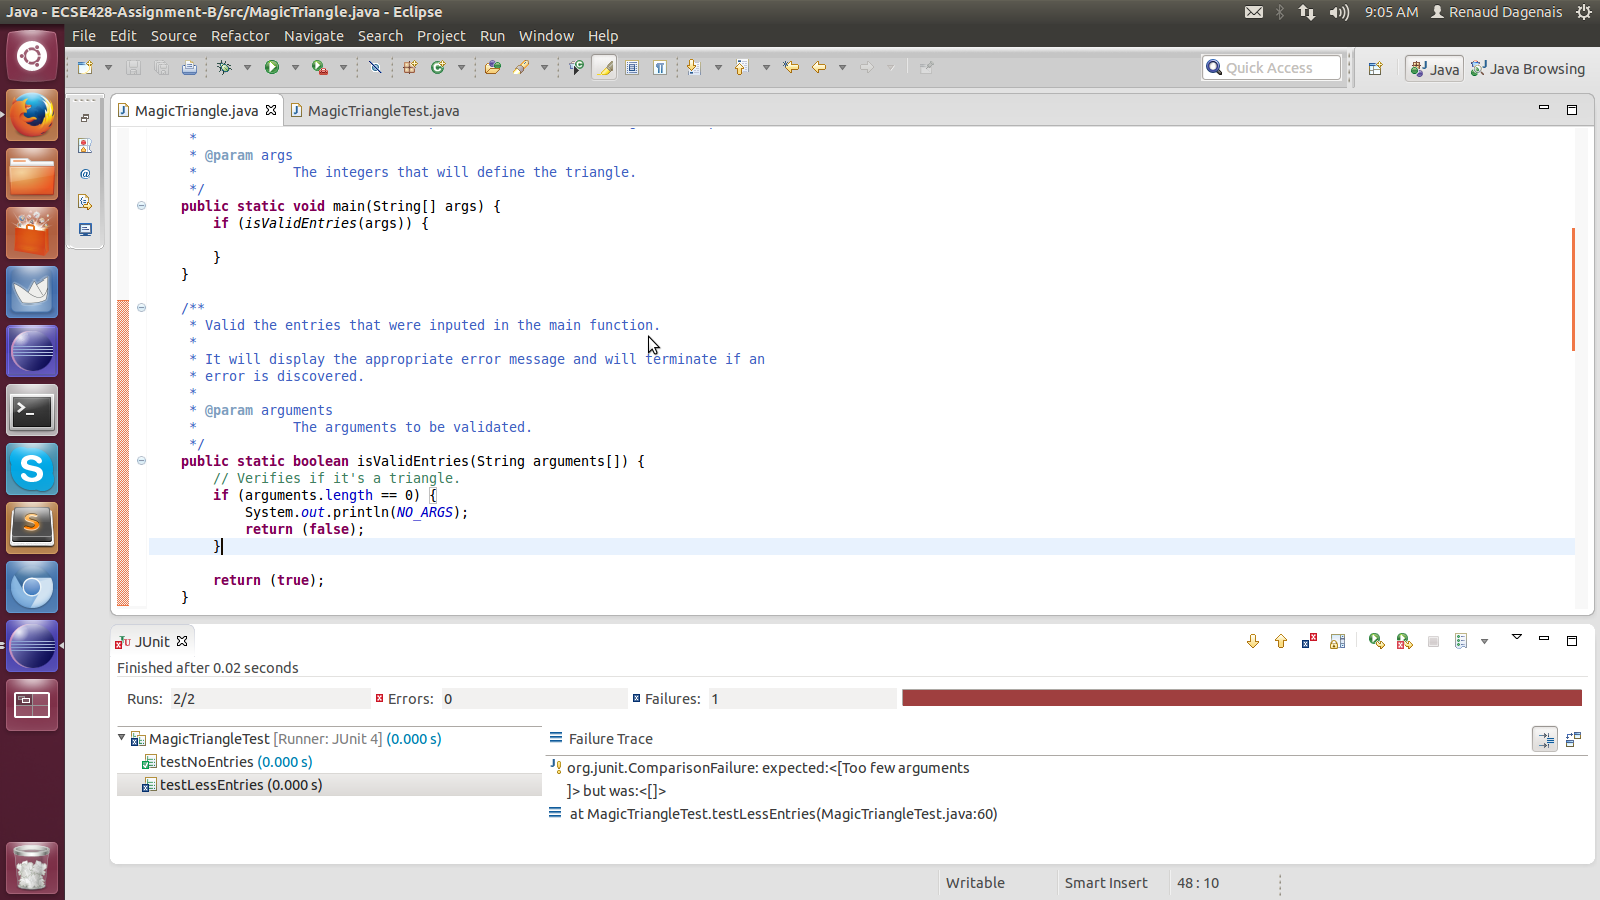 Java - ECSE428-Assignment-B/src/MagicTriangle.java - Eclipse
9:05 AM Renaud Dagenais
File Edit Source Refactor Navigate Search Project Run Window Help
Quick Access
Java
Java Browsing
MagicTriangle.java
MagicTriangleTest.java
*
* @param args
* The integers that will define the triangle.
*/
public static void main(String[] args) {
if (isValidEntries(args)) {
}
}
/**
* Valid the entries that were inputed in the main function.
*
* It will display the appropriate error message and will terminate if an
* error is discovered.
*
* @param arguments
* The arguments to be validated.
*/
public static boolean isValidEntries(String arguments[]) {
// Verifies if it's a triangle.
if (arguments.length == 0) {
System.out.println(NO_ARGS);
return (false);
}
return (true);
}
JUnit
Finished after 0.02 seconds
Runs: 2/2 Errors: 0 Failures: 1
MagicTriangleTest [Runner: JUnit 4] (0.000 s)
testNoEntries (0.000 s)
testLessEntries (0.000 s)
Failure Trace
org.junit.ComparisonFailure: expected:<[Too few arguments
]> but was:<[]>
at MagicTriangleTest.testLessEntries(MagicTriangleTest.java:60)
Writable
Smart Insert
48 : 10